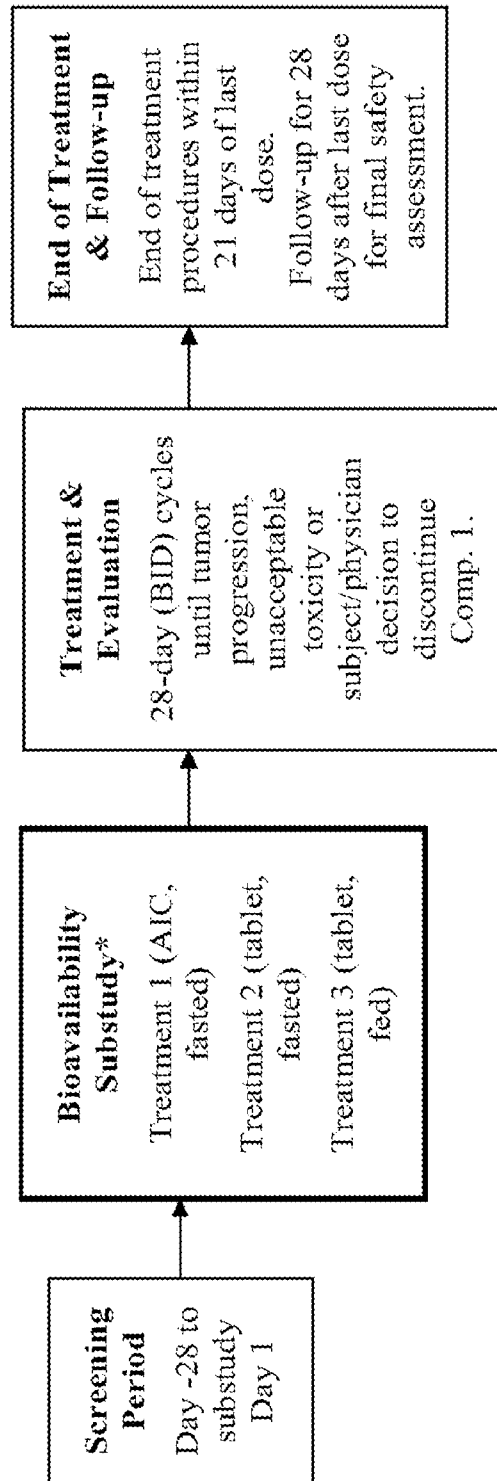 Screening
Period
Day -28 to
substudy
Day 1
Bioavailability
Substudy*
Treatment 1 (AIC,
fasted)
Treatment 2 (tablet,
fasted)
Treatment 3 (tablet,
fed)
Treatment &
Evaluation
28-day (BID) cycles
until tumor
progression,
unacceptable
toxicity or
subject/physician
decision to
discontinue
Comp. 1.
End of Treatment
& Follow-up
End of treatment
procedures within
21 days of last
dose.
Follow-up for 28
days after last dose
for final safety
assessment.